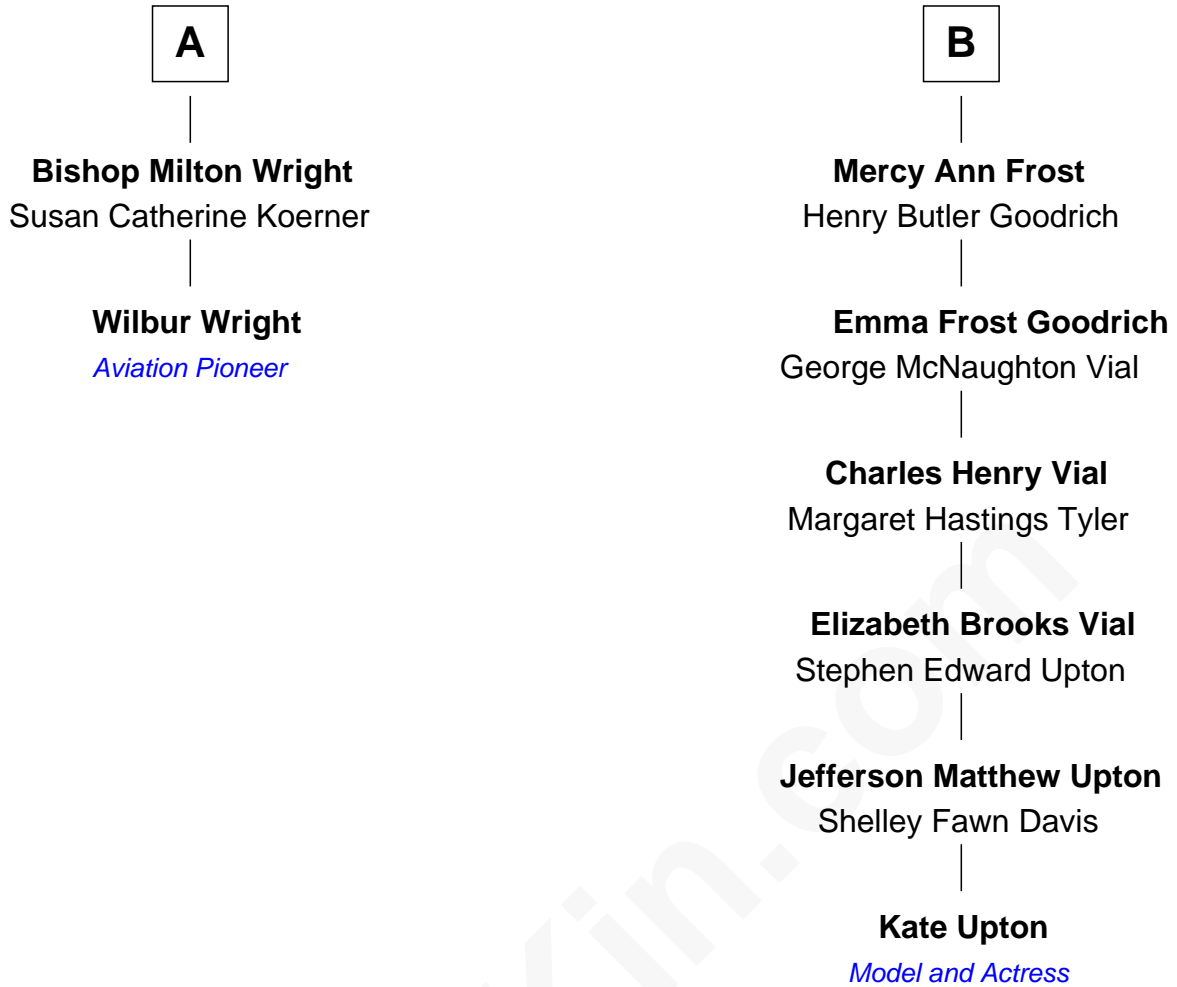 A
Bishop Milton Wright
Susan Catherine Koerner
Wilbur Wright
Aviation Pioneer
B
Mercy Ann Frost
Henry Butler Goodrich
Emma Frost Goodrich
George McNaughton Vial
Charles Henry Vial
Margaret Hastings Tyler
Elizabeth Brooks Vial
Stephen Edward Upton
Jefferson Matthew Upton
Shelley Fawn Davis
Kate Upton
Model and Actress
Kin.com